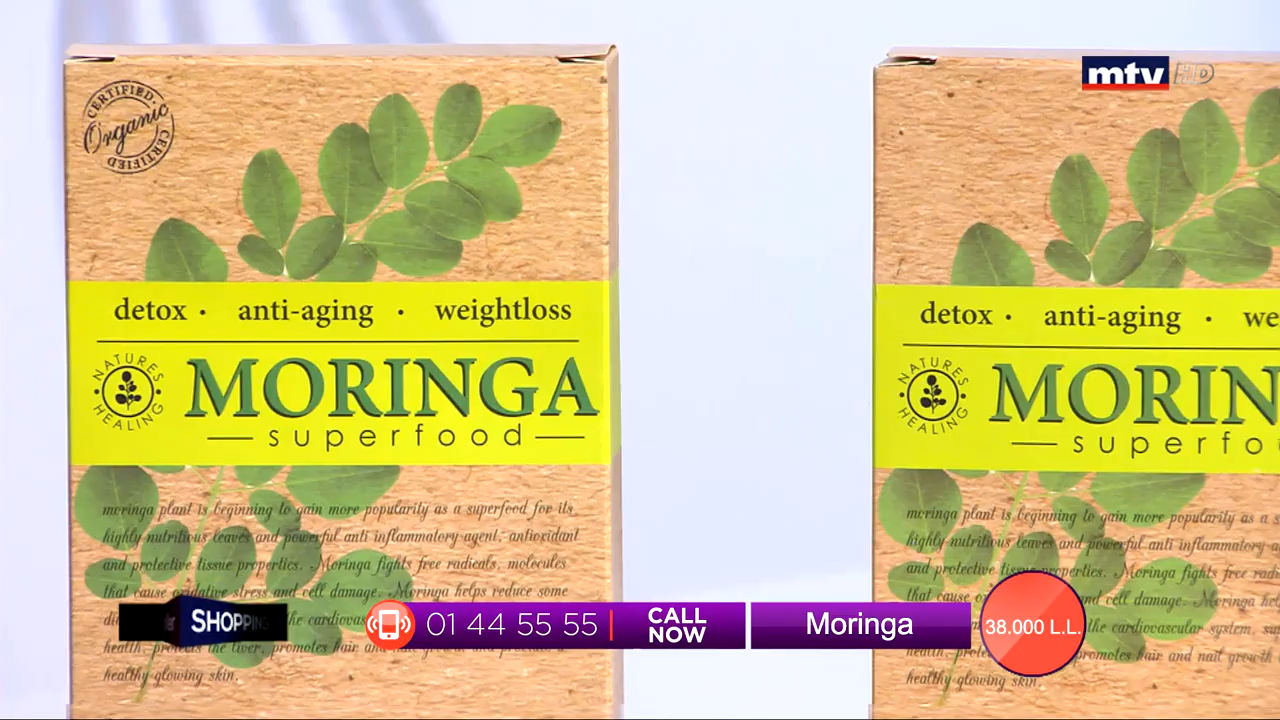 CERTIFIED
Organic
CERTIFIED
mtv HD
detox · anti-aging · weightloss
NATURES HEALING
MORINGA
superfood
moringa plant is beginning to gain more popularity as a superfood for its
highly nutritious leaves and powerful anti inflammatory agent, antioxidant
and protective tissue properties. Moringa fights free radicals, molecules
that cause oxidative stress and cell damage. Moringa helps reduce some
health, protects the liver, promotes hair and nail growth and
healthy glowing skin.
detox · anti-aging · we
NATURES HEALING
MORIN
superfo
moringa plant is beginning to gain more popularity as a s
highly nutritious leaves and powerful anti inflammatory a
and protective tissue properties. Moringa fights free radi
that cause and cell damage. Moringa hel
the cardiovascular system, su
promotes hair and nail growth
healthy glowing skin.
SHOPPING
01 44 55 55
CALL NOW
Moringa
38.000 L.L.